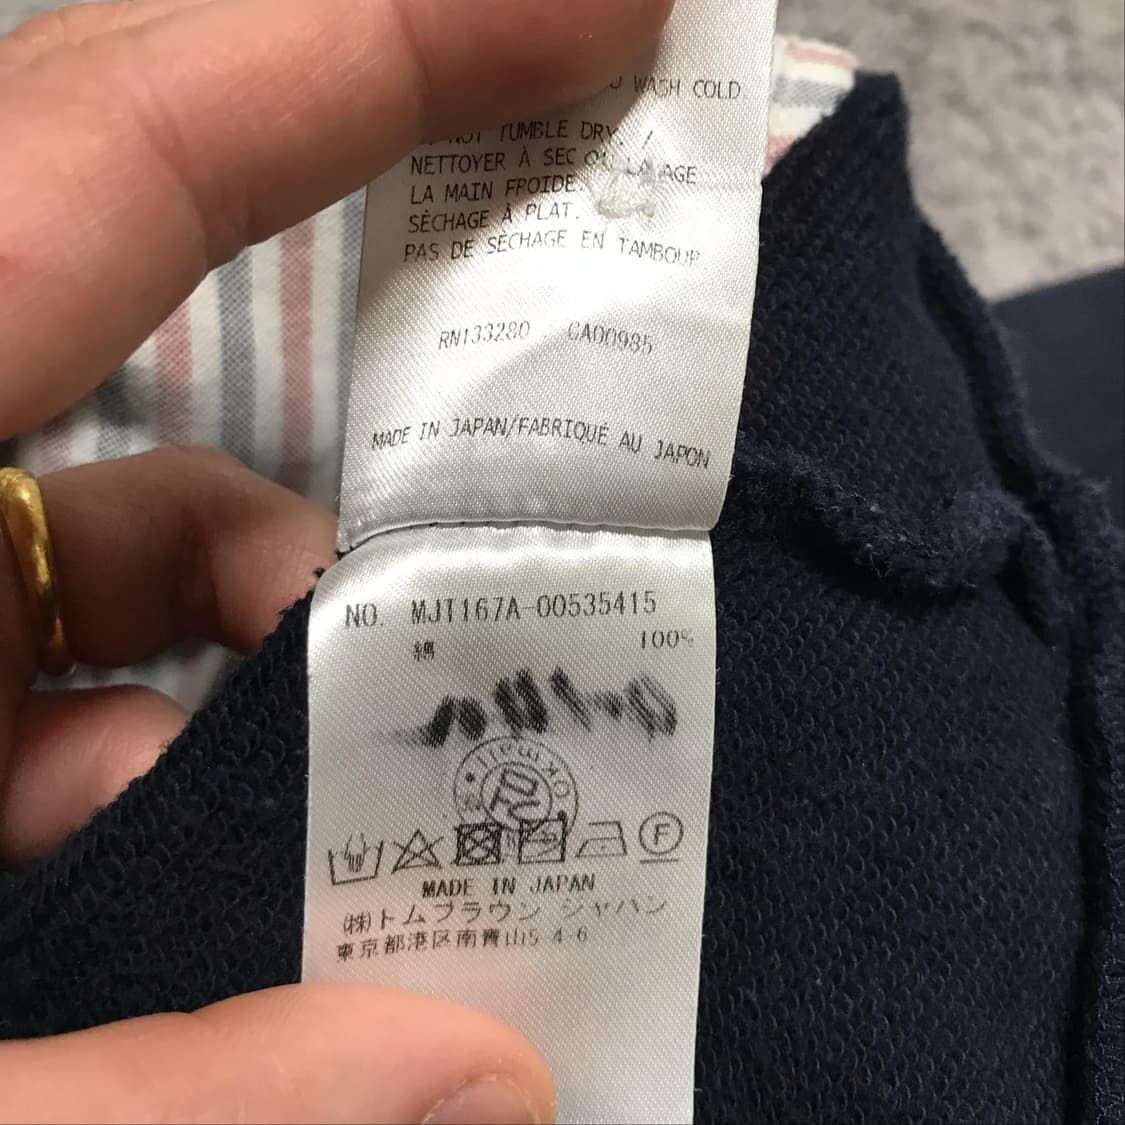 WASH COLD.
NOT TUMBLE DRY. /
NETTOYER À SEC OU LAVAGE
LA MAIN FROIDE.
SÈCHAGE À PLAT.
PAS DE SÈCHAGE EN TAMBOUR
RN133280 CA00985
MADE IN JAPAN/FABRIQUÉ AU JAPON
NO. MJT167A-00535415
綿 100%
F
MADE IN JAPAN
(株)トムブラウン ジャパン
東京都港区南青山5-4-6